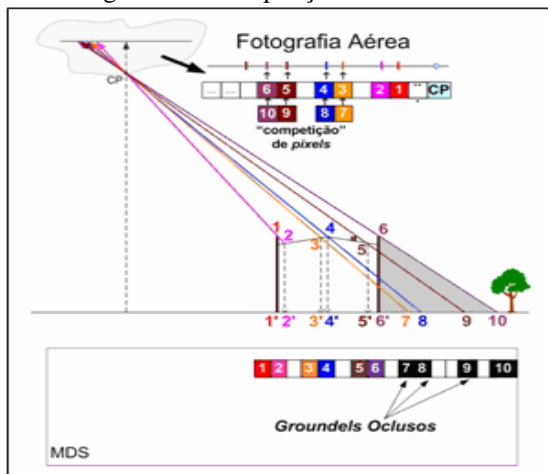 Fotografia Aérea
CP
... ... 6 5 4 3 2 1 .. CP
10 9 8 7
"competição"
de pixels
1 2 3 4 5 6
1' 2' 3' 4' 5' 6' 7 8 9 10
1 2 3 4 5 6 7 8 9 10
Groundels Oclusos
MDS